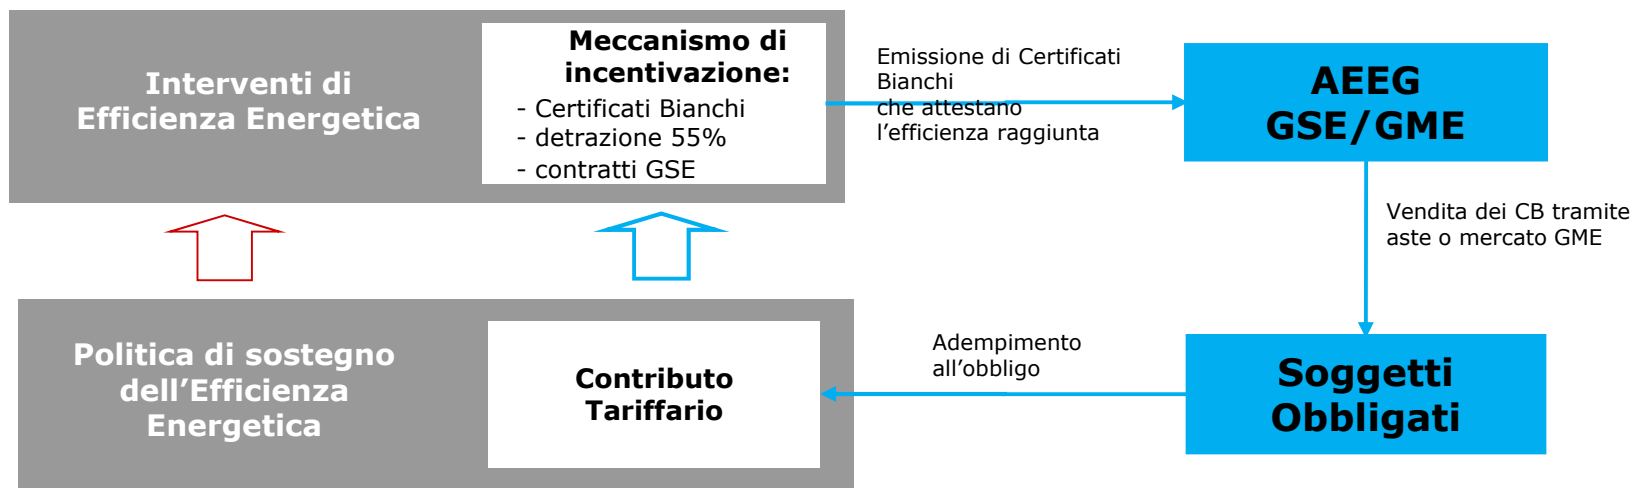 Interventi di
Efficienza Energetica
Meccanismo di
incentivazione:
- Certificati Bianchi
- detrazione 55%
- contratti GSE
Emissione di Certificati
Bianchi
che attestano
l’efficienza raggiunta
AEEG
GSE/GME
Vendita dei CB tramite
aste o mercato GME
Politica di sostegno
dell’Efficienza
Energetica
Contributo
Tariffario
Adempimento
all’obbligo
Soggetti
Obbligati